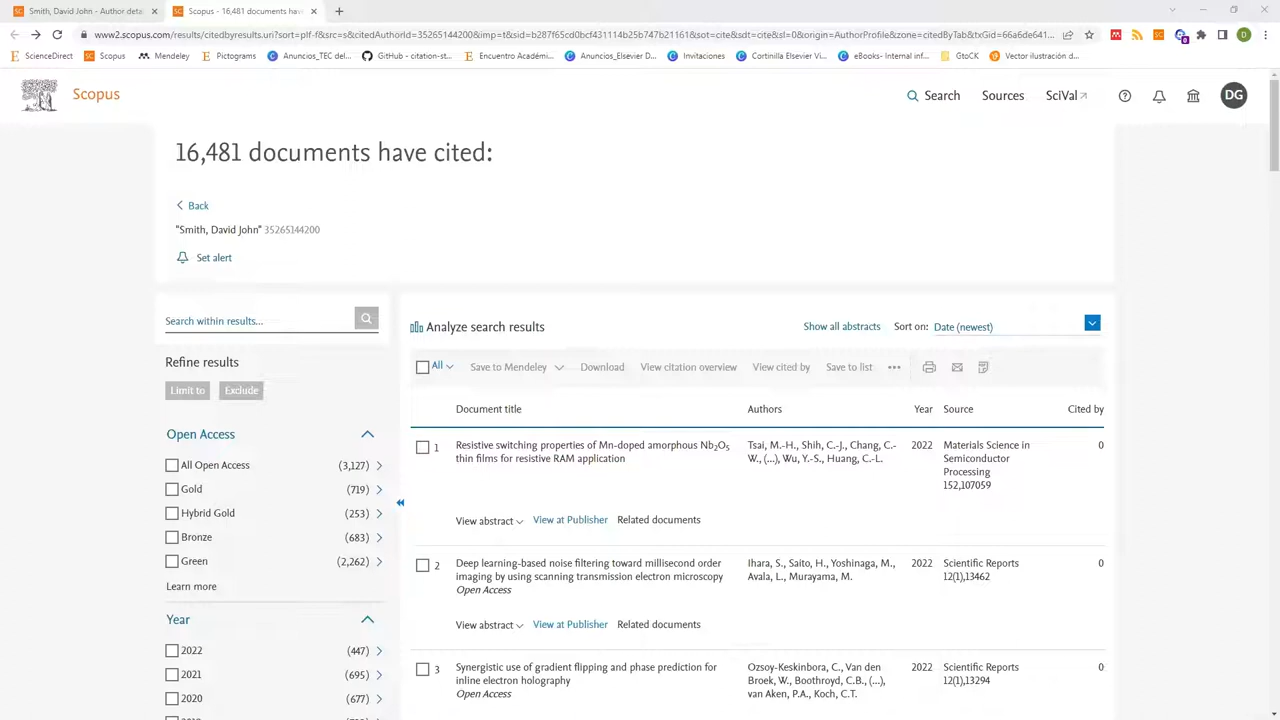 Smith, David John - Author deta
Scopus - 16,481 documents have
www2.scopus.com/results/citedbyresults.uri?sort=plf-f&src=s&citedAuthorId=35265144200&imp=t&sid=b287f65cd0bcf431114b25b747b21161&sot=cite&sdt=cite&sl=0&origin=AuthorProfile&zone=citedByTab&txGid=66a6de641...
D
ScienceDirect
Scopus
Mendeley
Pictograms
Anuncios_TEC del...
GitHub - citation-st...
Encuentro Académi...
Anuncios_Elsevier D...
Invitaciones
Cortinilla Elsevier Vi...
eBooks- Internal inf...
GtoCK
Vector ilustración d...
Scopus
Search
Sources
SciVal
DG
16,481 documents have cited:
Back
"Smith, David John" 35265144200
Set alert
Search within results...
Refine results
Limit to
Exclude
Open Access
All Open Access (3,127)
Gold (719)
Hybrid Gold (253)
Bronze (683)
Green (2,262)
Learn more
Year
2022 (447)
2021 (695)
2020 (677)
Analyze search results
Show all abstracts
Sort on: Date (newest)
All
Save to Mendeley
Download
View citation overview
View cited by
Save to list
Document title
Authors
Year
Source
Cited by
1
Resistive switching properties of Mn-doped amorphous Nb₂O₅
thin films for resistive RAM application
Tsai, M.-H., Shih, C.-J., Chang, C.-
W., (...), Wu, Y.-S., Huang, C.-L.
2022
Materials Science in
Semiconductor
Processing
152,107059
0
View abstract
View at Publisher
Related documents
2
Deep learning-based noise filtering toward millisecond order
imaging by using scanning transmission electron microscopy
Open Access
Ihara, S., Saito, H., Yoshinaga, M.,
Avala, L., Murayama, M.
2022
Scientific Reports
12(1),13462
0
View abstract
View at Publisher
Related documents
3
Synergistic use of gradient flipping and phase prediction for
inline electron holography
Open Access
Ozsoy-Keskinbora, C., Van den
Broek, W., Boothroyd, C.B., (...),
van Aken, P.A., Koch, C.T.
2022
Scientific Reports
12(1),13294
0